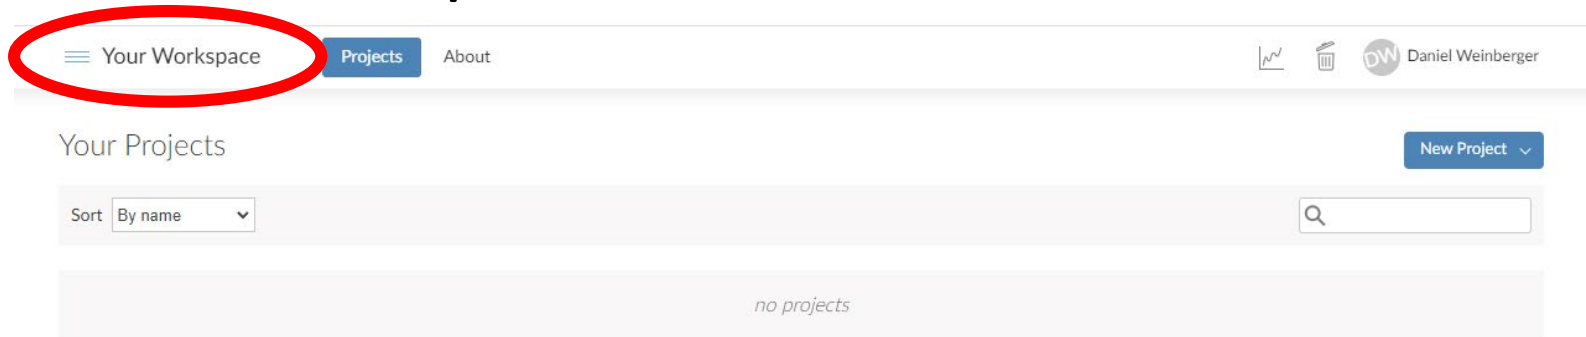 Your Workspace Projects About DW Daniel Weinberger
Your Projects New Project
Sort By name
no projects